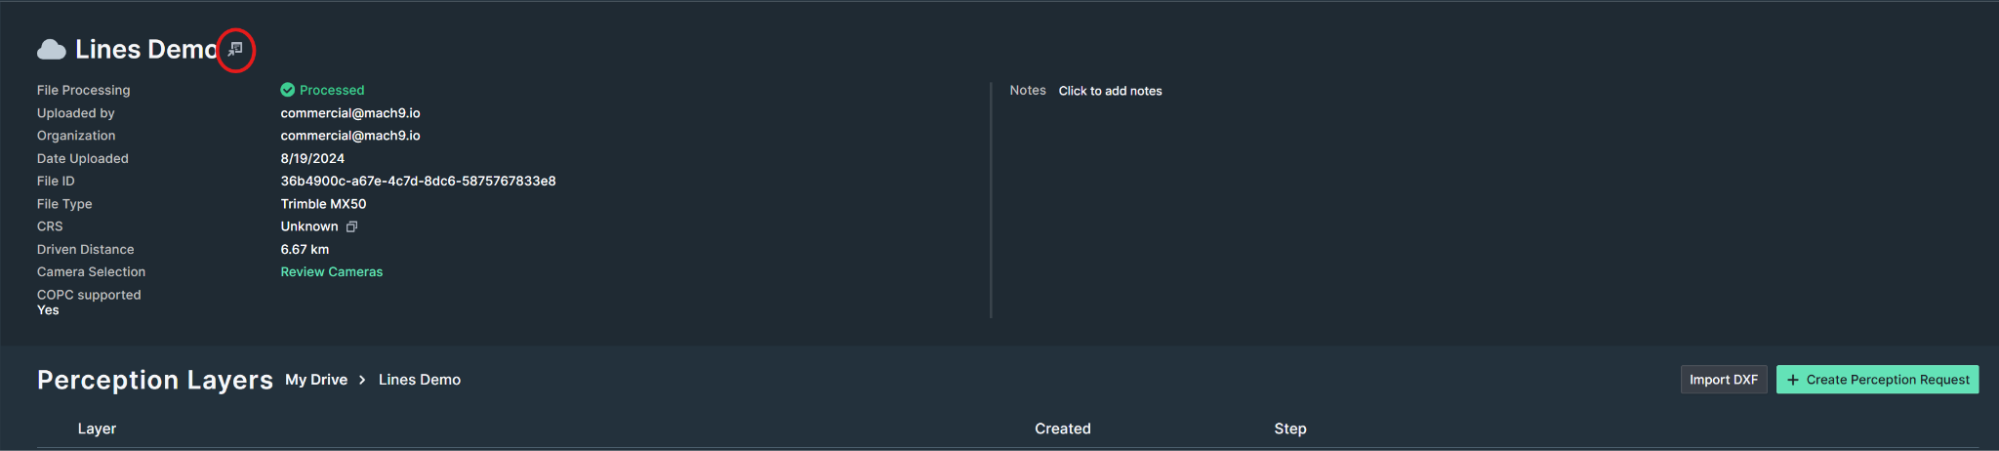 Lines Demo
File Processing Processed
Uploaded by commercial@mach9.io
Organization commercial@mach9.io
Date Uploaded 8/19/2024
File ID 36b4900c-a67e-4c7d-8dc6-5875767833e8
File Type Trimble MX50
CRS Unknown
Driven Distance 6.67 km
Camera Selection Review Cameras
COPC supported
Yes
Notes Click to add notes
Perception Layers My Drive > Lines Demo Import DXF + Create Perception Request
Layer Created Step